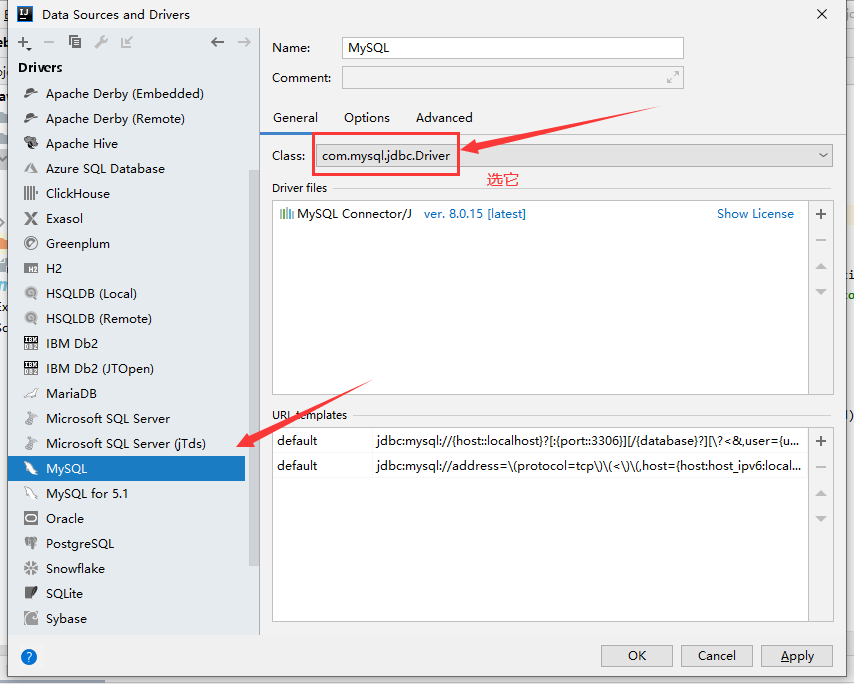 Data Sources and Drivers
Drivers
Apache Derby (Embedded)
Apache Derby (Remote)
Apache Hive
Azure SQL Database
ClickHouse
Exasol
Greenplum
H2
HSQLDB (Local)
HSQLDB (Remote)
IBM Db2
IBM Db2 (JTOpen)
MariaDB
Microsoft SQL Server
Microsoft SQL Server (jTds)
MySQL
MySQL for 5.1
Oracle
PostgreSQL
Snowflake
SQLite
Sybase
Name: MySQL
Comment:
General Options Advanced
Class: com.mysql.jdbc.Driver
选它
Driver files
MySQL Connector/J ver. 8.0.15 [latest] Show License
URL templates
default jdbc:mysql://{host::localhost}?[:{port::3306}][/{database}?][\?<&,user={u...
default jdbc:mysql://address=\(protocol=tcp\)\(<\)\(,host={host:host_ipv6:local...
? OK Cancel Apply